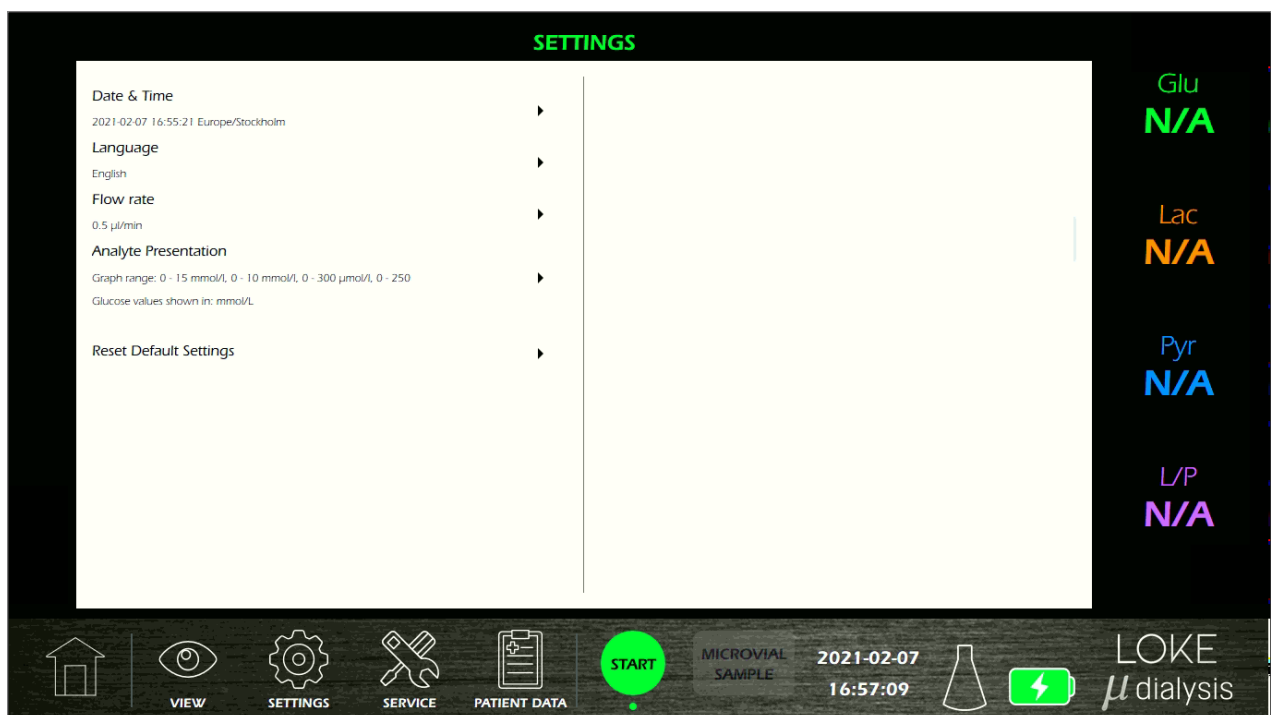 SETTINGS
Date & Time
2021-02-07 16:55:21 Europe/Stockholm
Language
English
Flow rate
0.5 µl/min
Analyte Presentation
Graph range: 0 - 15 mmol/l, 0 - 10 mmol/l, 0 - 300 µmol/l, 0 - 250
Glucose values shown in: mmol/L
Reset Default Settings
Glu
N/A
Lac
N/A
Pyr
N/A
L/P
N/A
VIEW
SETTINGS
SERVICE
PATIENT DATA
START
MICROVIAL
SAMPLE
2021-02-07
16:57:09
LOKE
µ dialysis